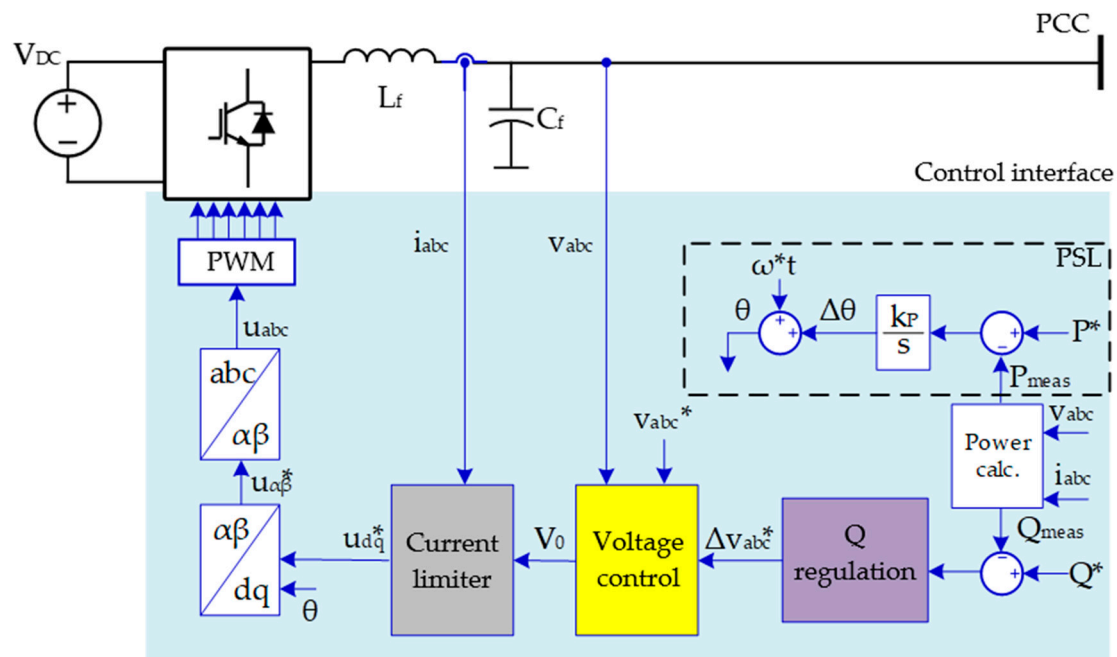 PCC
VDC
+
−
Lf
Cf
Control interface
iabc
vabc
PSL
PWM
ω*t
θ
Δθ
kP
s
P*
+
+
+
−
uabc
Pmeas
abc
αβ
vabc*
Power
calc.
vabc
iabc
uαβ*
Qmeas
αβ
dq
θ
udq*
Current
limiter
V0
Voltage
control
Δvabc*
Q
regulation
−
+
Q*